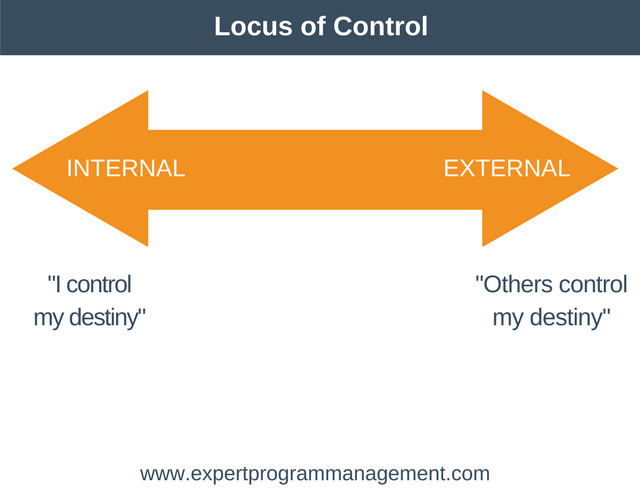 Locus of Control
INTERNAL
EXTERNAL
"I control
my destiny"
"Others control
my destiny"
www.expertprogrammanagement.com